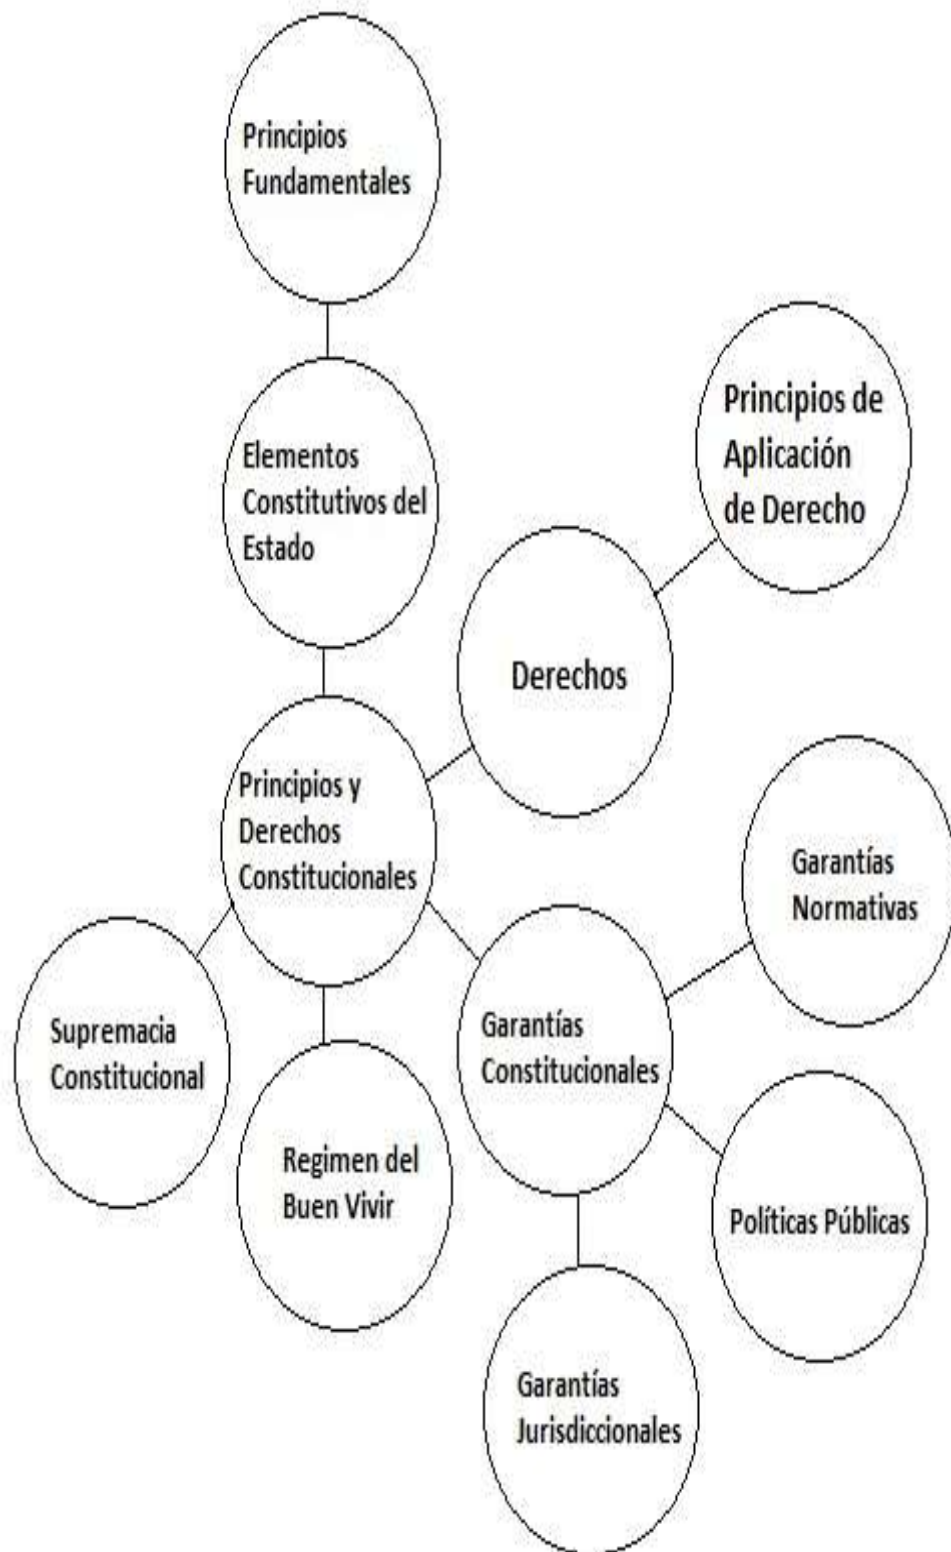 Principios
Fundamentales
Elementos
Constitutivos del
Estado
Principios de
Aplicación
de Derecho
Derechos
Principios y
Derechos
Constitucionales
Garantías
Normativas
Supremacia
Constitucional
Garantías
Constitucionales
Regimen del
Buen Vivir
Políticas Públicas
Garantías
Jurisdiccionales